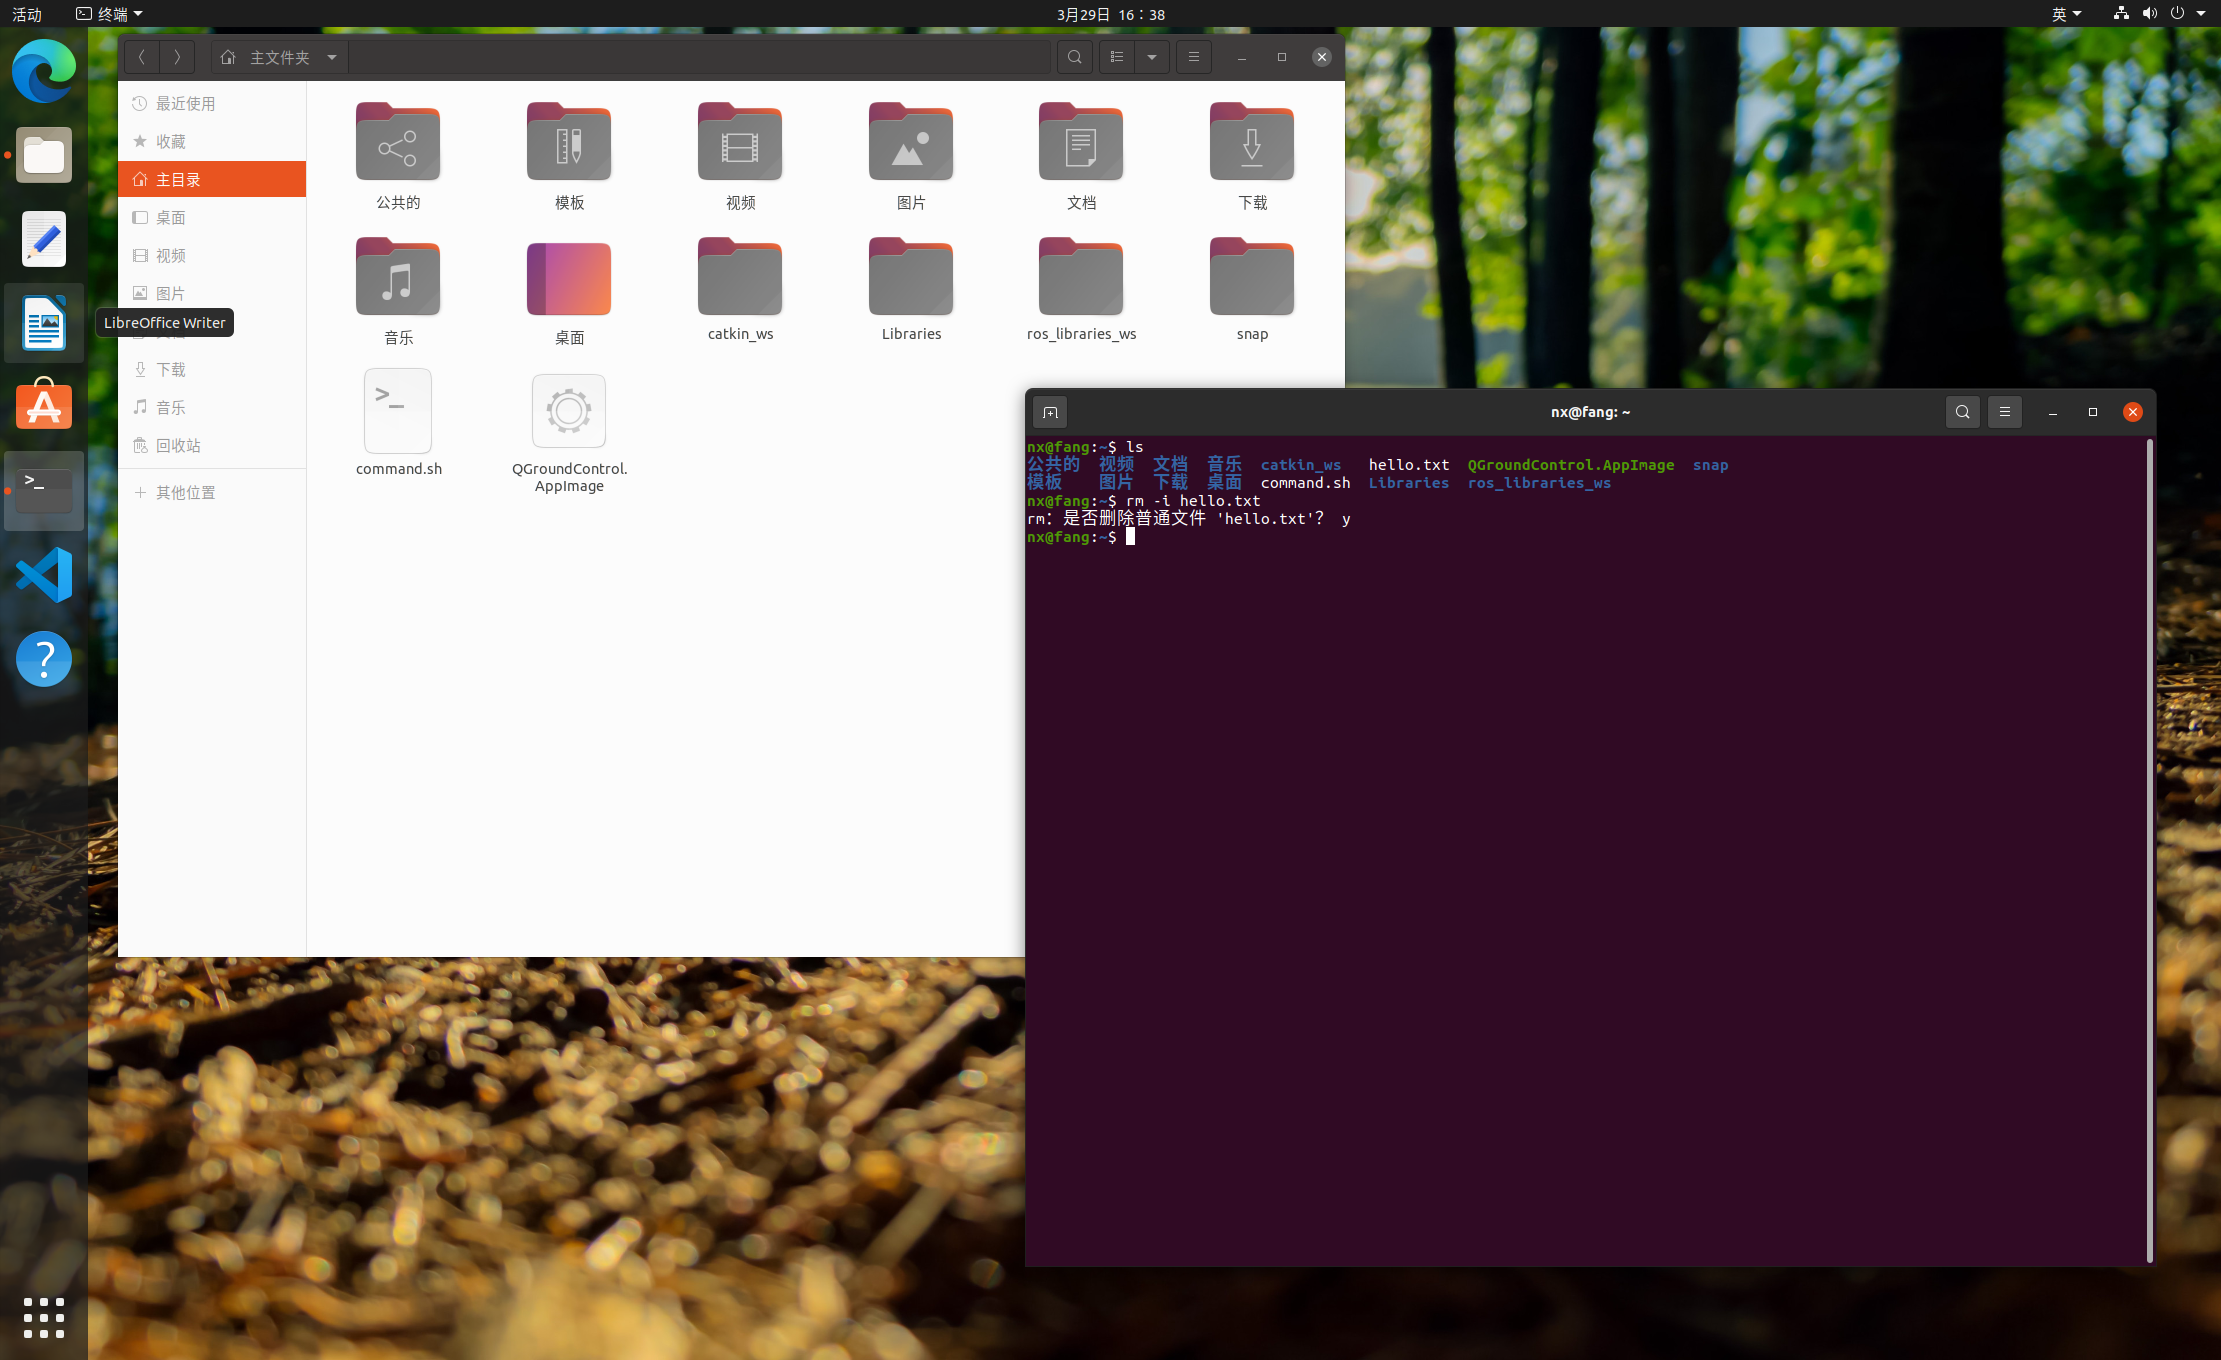 活动 终端 3月29日 16:38 英
主文件夹
最近使用
收藏
主目录
桌面
视频
图片
LibreOffice Writer
下载
音乐
回收站
其他位置
公共的 模板 视频 图片 文档 下载
音乐 桌面 catkin_ws Libraries ros_libraries_ws snap
command.sh QGroundControl.
AppImage
nx@fang: ~
nx@fang:~$ ls
公共的 视频 文档 音乐 catkin_ws hello.txt QGroundControl.AppImage snap
模板 图片 下载 桌面 command.sh Libraries ros_libraries_ws
nx@fang:~$ rm -i hello.txt
rm: 是否删除普通文件 'hello.txt'? y
nx@fang:~$